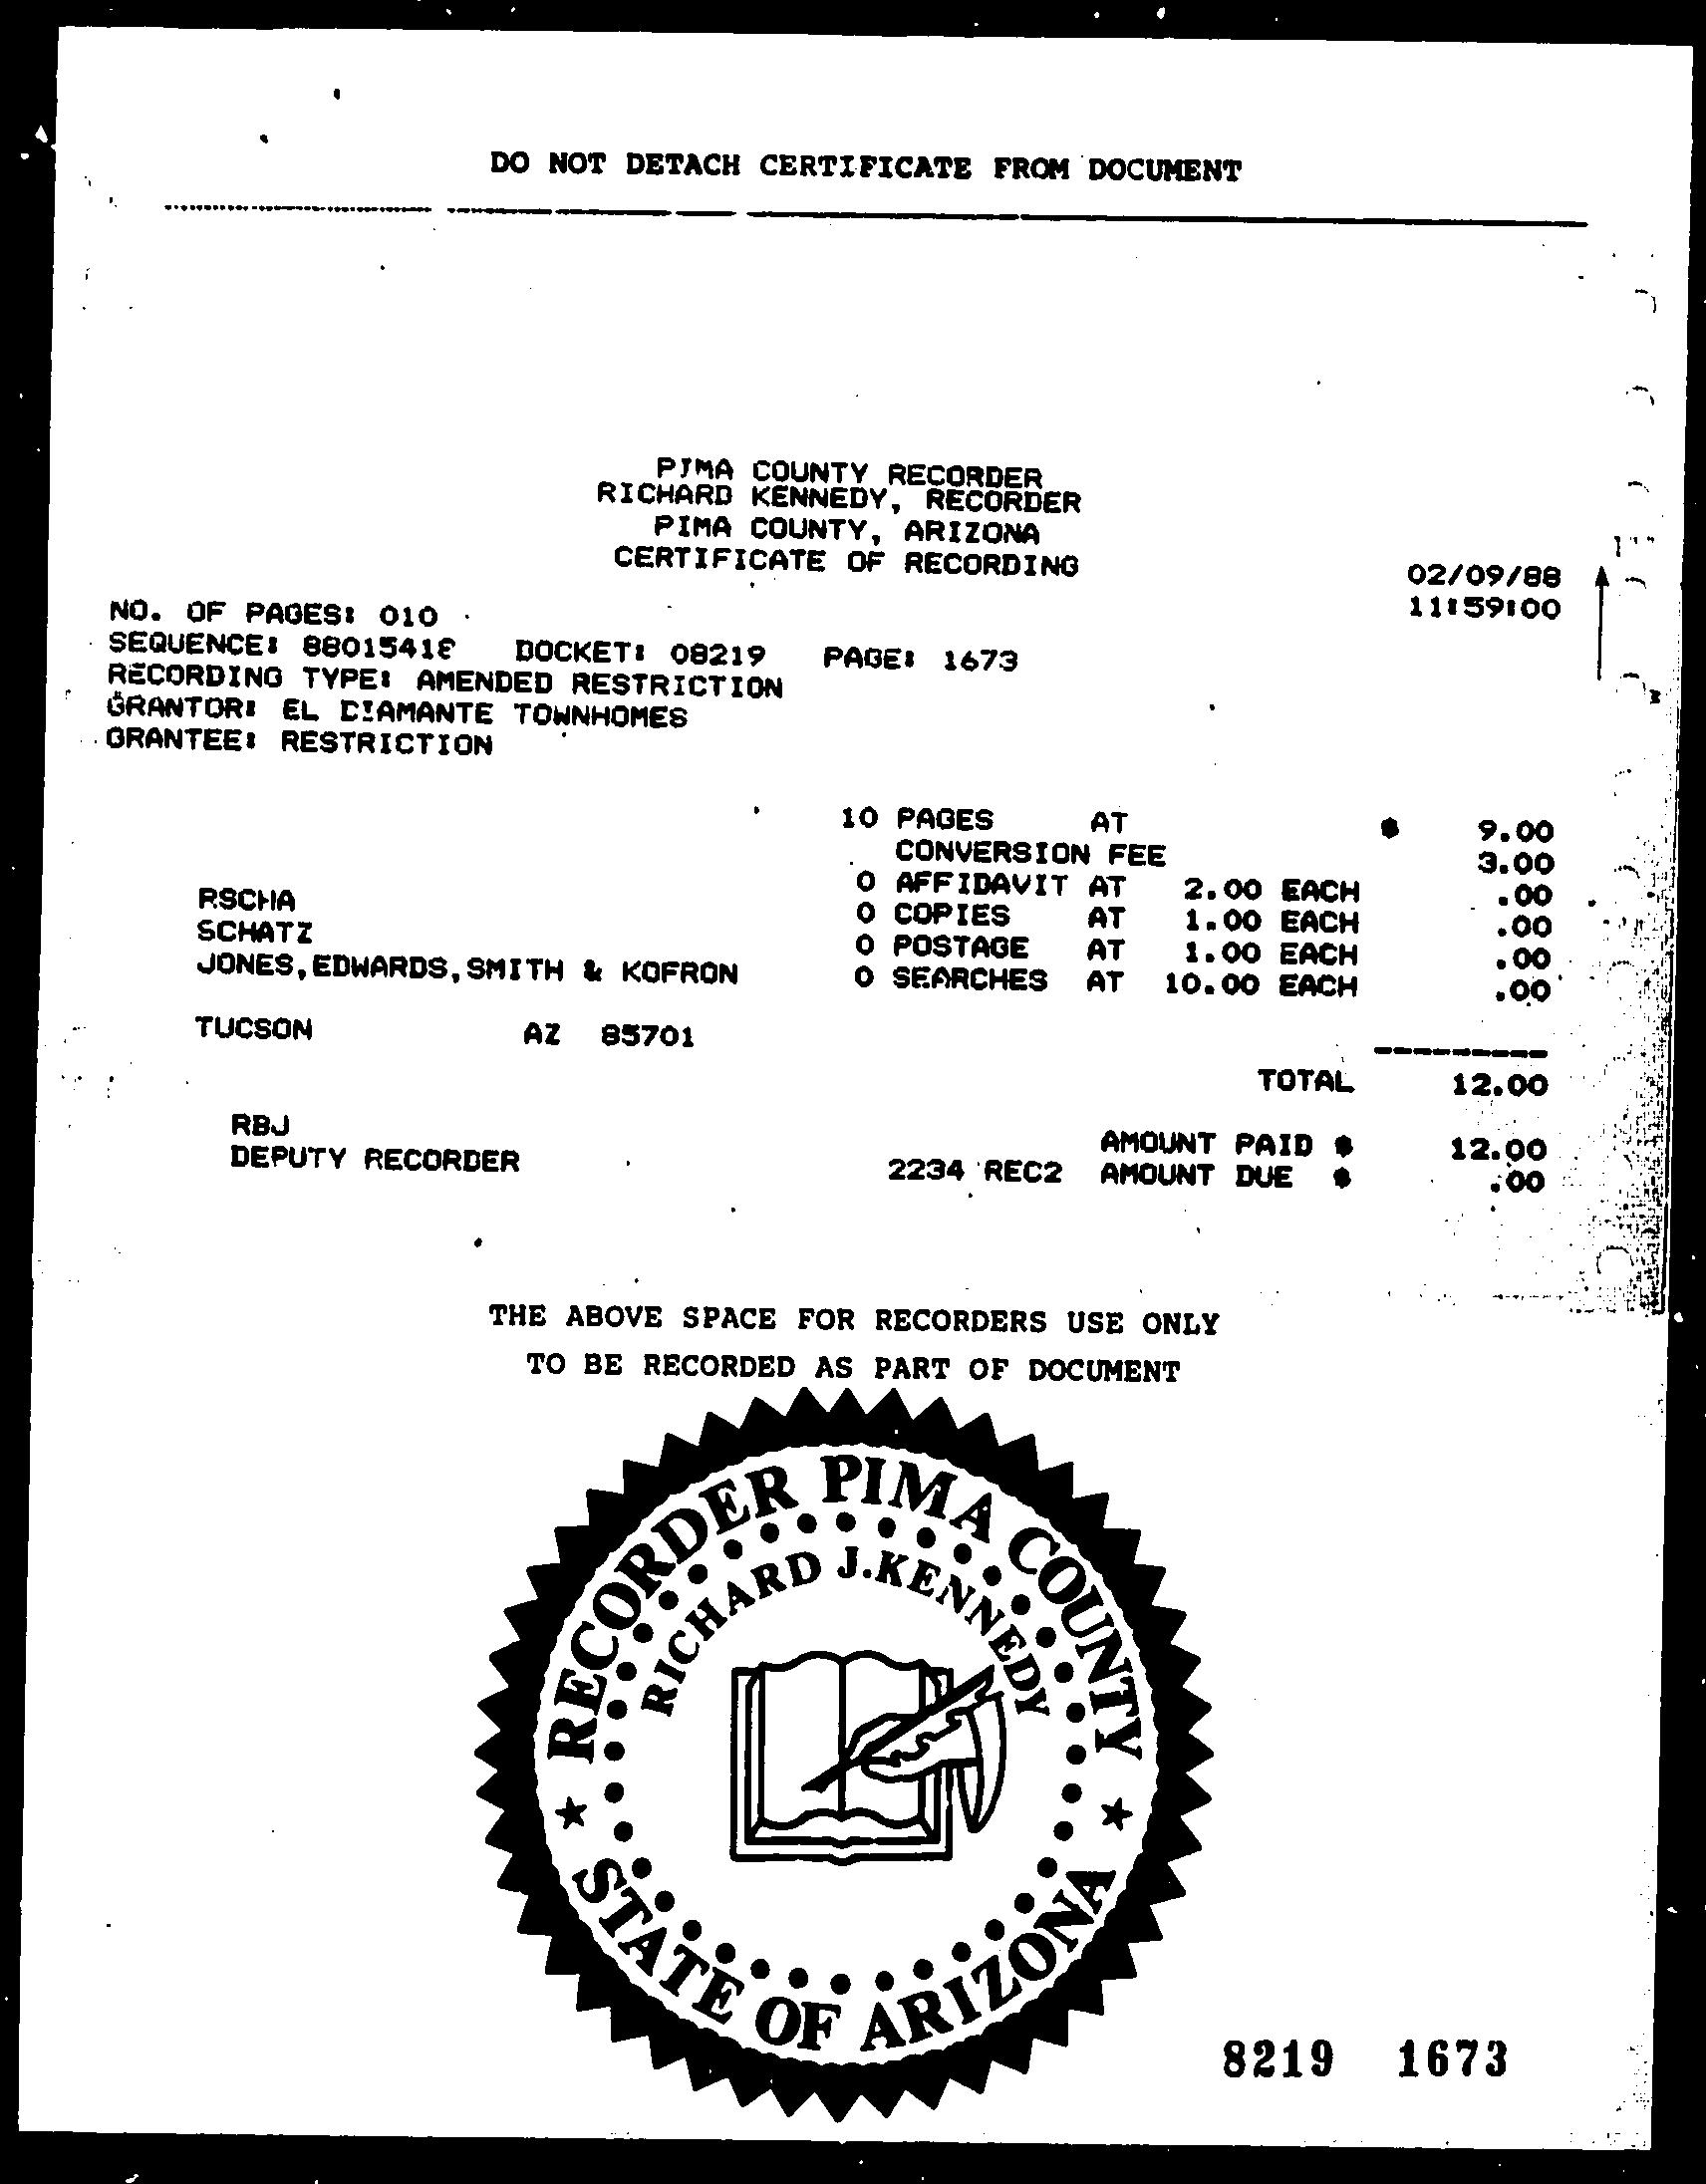 DO NOT DETACH CERTIFICATE FROM DOCUMENT
PIMA COUNTY RECORDER
RICHARD KENNEDY, RECORDER
PIMA COUNTY, ARIZONA
CERTIFICATE OF RECORDING
02/09/88
11:59:00
NO. OF PAGES: 010
SEQUENCE: 88015418 DOCKET: 08219 PAGE: 1673
RECORDING TYPE: AMENDED RESTRICTION
GRANTOR: EL DIAMANTE TOWNHOMES
GRANTEE: RESTRICTION
10 PAGES AT $ 9.00
CONVERSION FEE 3.00
0 AFFIDAVIT AT 2.00 EACH .00
0 COPIES AT 1.00 EACH .00
0 POSTAGE AT 1.00 EACH .00
0 SEARCHES AT 10.00 EACH .00
RSCHA
SCHATZ
JONES,EDWARDS,SMITH & KOFRON
TUCSON AZ 85701
TOTAL 12.00
RBJ
DEPUTY RECORDER
AMOUNT PAID $ 12.00
2234 REC2 AMOUNT DUE $ .00
THE ABOVE SPACE FOR RECORDERS USE ONLY
TO BE RECORDED AS PART OF DOCUMENT
RECORDER PIMA COUNTY
RICHARD J. KENNEDY
STATE OF ARIZONA
8219 1673